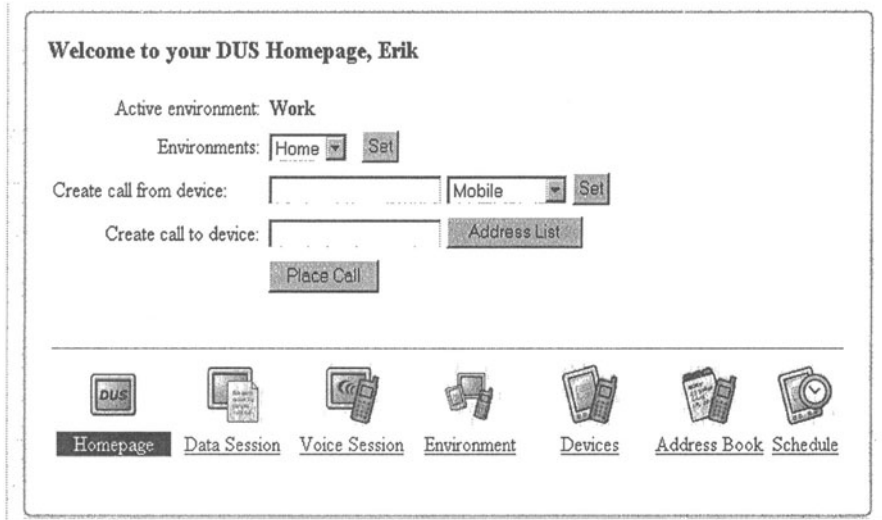 Welcome to your DUS Homepage, Erik
Active environment: Work
Environments: Home Set
Create call from device: Mobile Set
Create call to device: Address List
Place Call
DUS
Homepage Data Session Voice Session Environment Devices Address Book Schedule